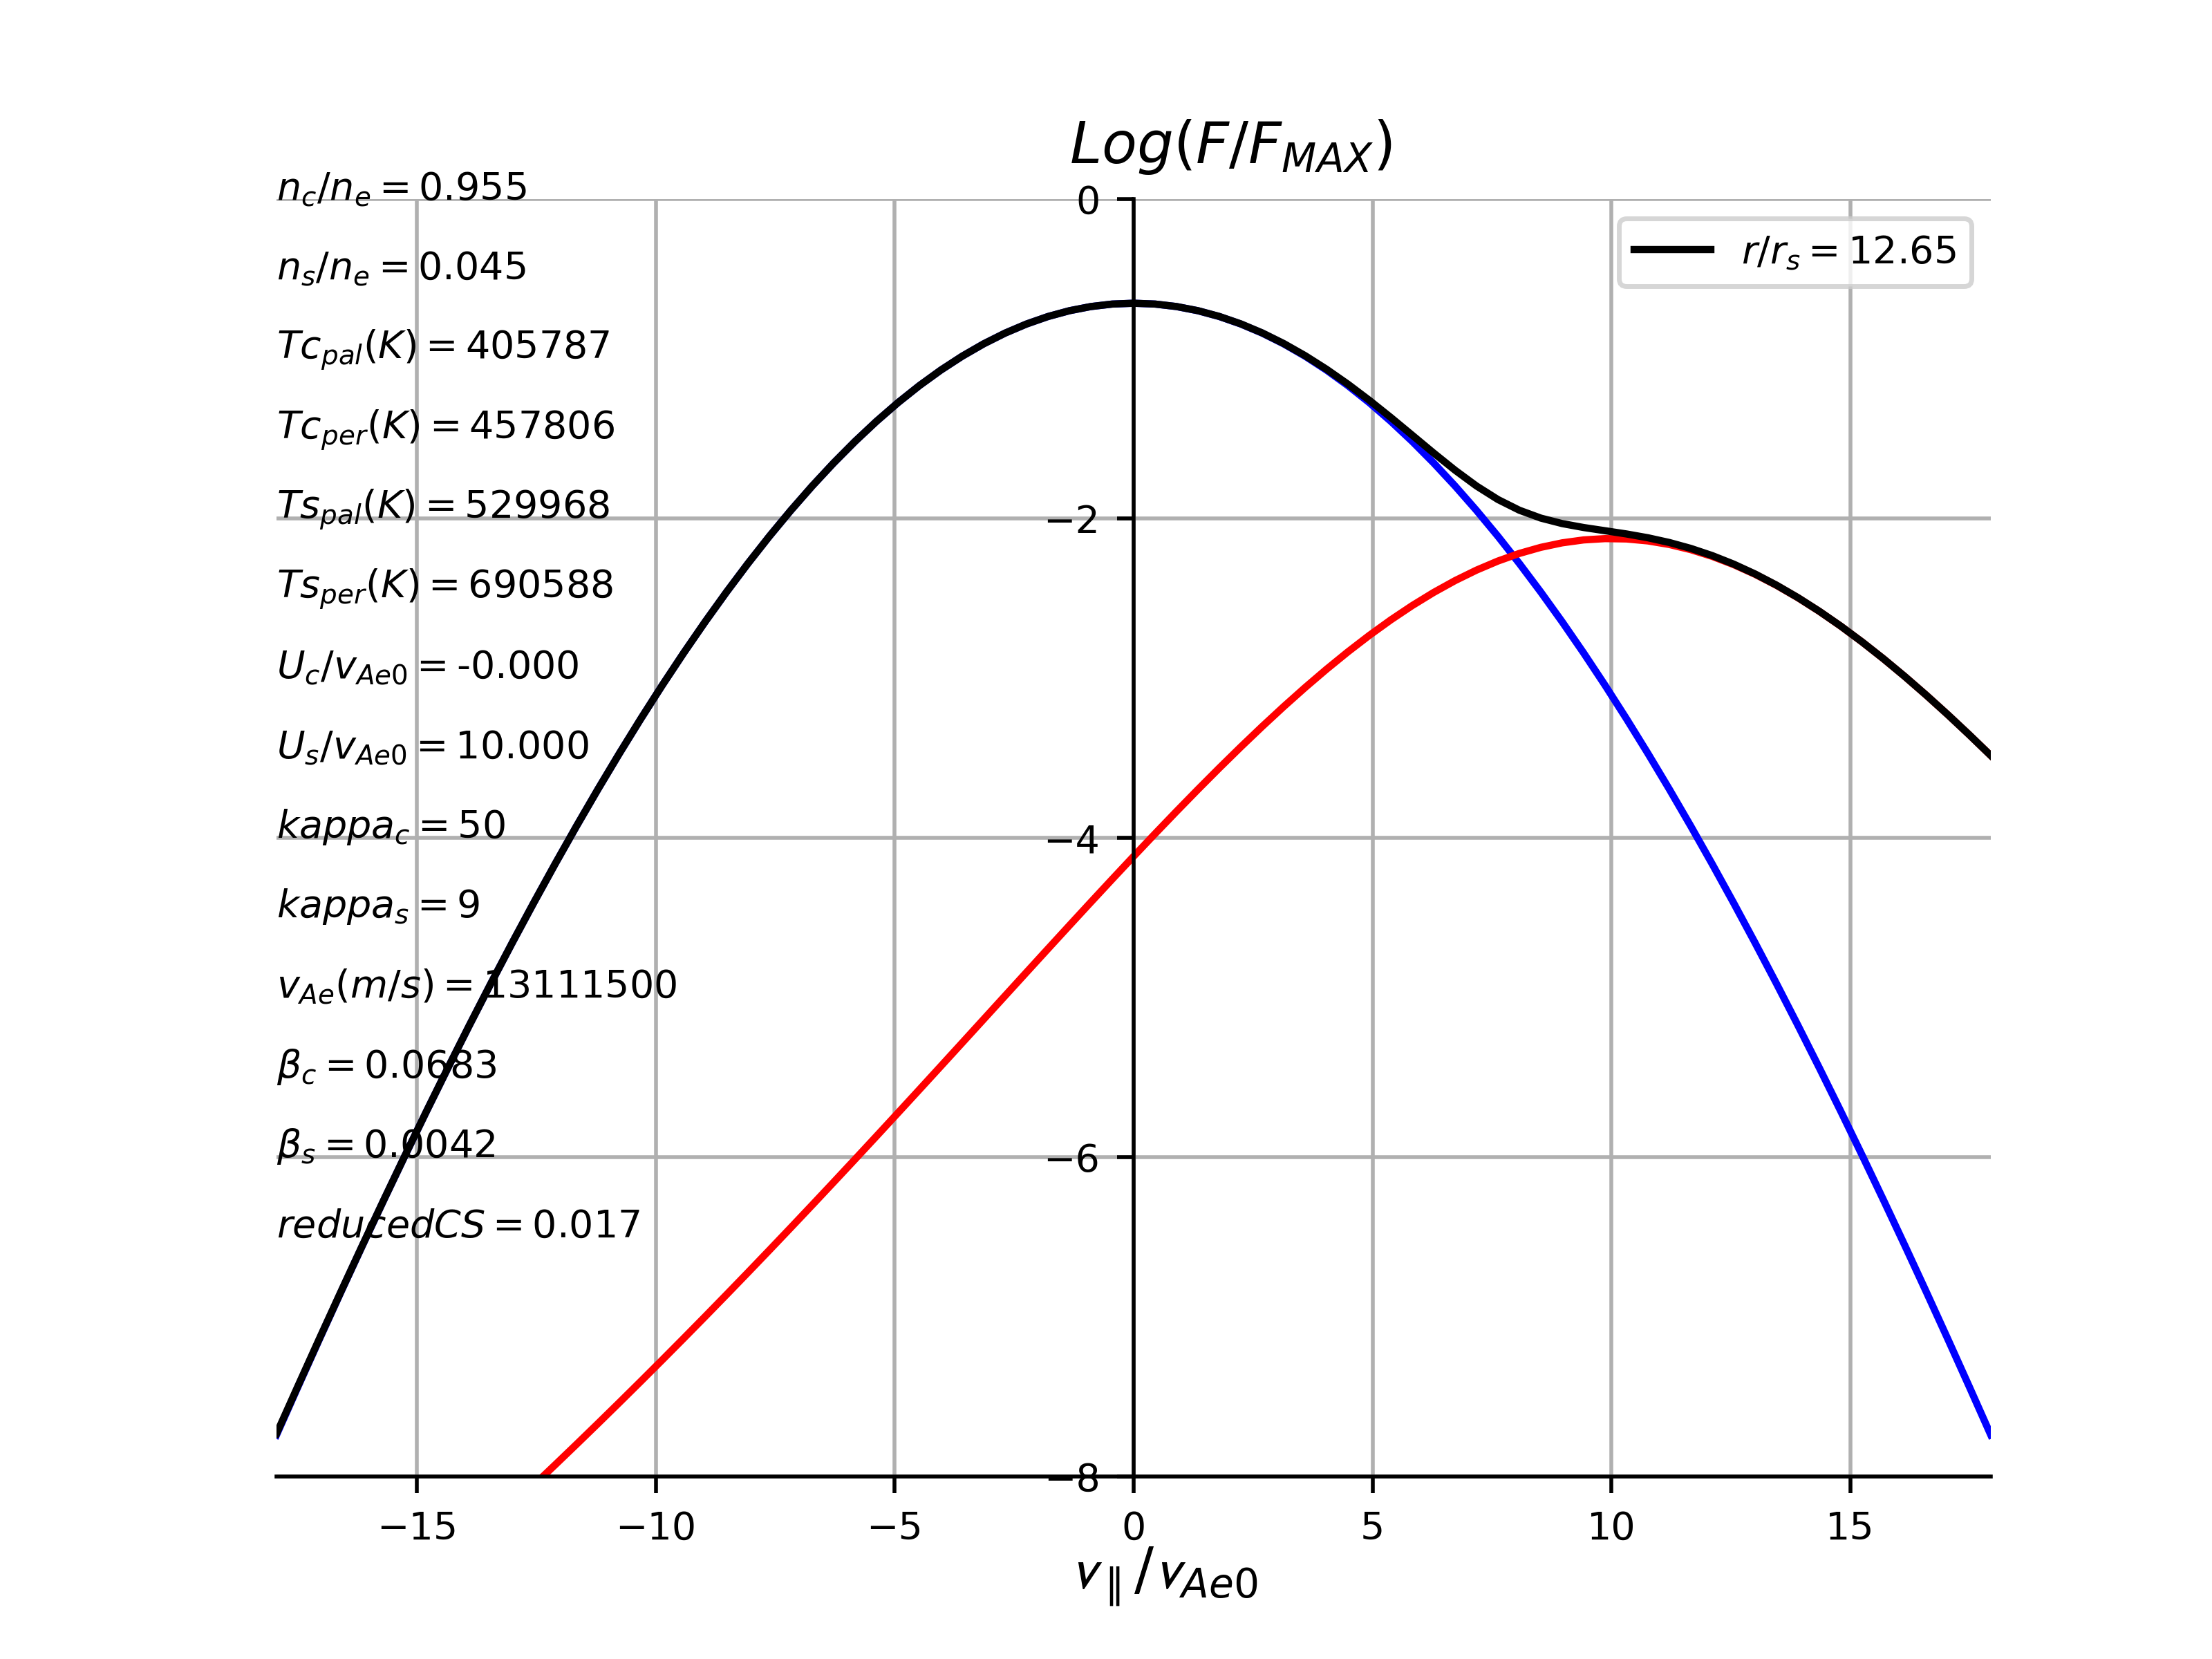 Log(F/F_MAX)
n_c/n_e = 0.955
0
r/r_s = 12.65
n_s/n_e = 0.045
Tc_pal(K) = 405787
Tc_per(K) = 457806
Ts_pal(K) = 529968
−2
Ts_per(K) = 690588
U_c/v_Ae0 = -0.000
U_s/v_Ae0 = 10.000
kappa_c = 50
−4
kappa_s = 9
v_Ae(m/s) = 13111500
β_c = 0.0683
β_s = 0.0042
−6
reducedCS = 0.017
−8
−15 −10 −5 0 5 10 15
v_∥/v_Ae0